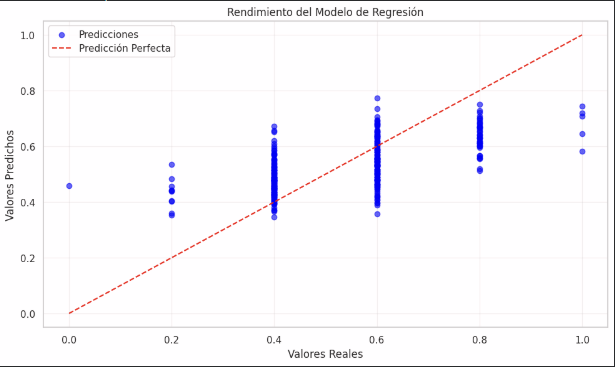 Rendimiento del Modelo de Regresión
Predicciones
Predicción Perfecta
Valores Predichos
1.0
0.8
0.6
0.4
0.2
0.0
0.0 0.2 0.4 0.6 0.8 1.0
Valores Reales